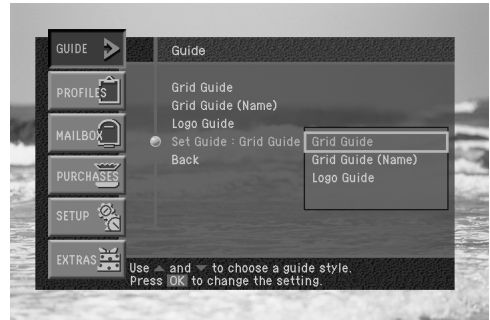 GUIDE
PROFILES
MAILBOX
PURCHASES
SETUP
EXTRAS
Guide
Grid Guide
Grid Guide (Name)
Logo Guide
Set Guide : Grid Guide
Back
Grid Guide
Grid Guide (Name)
Logo Guide
Use ▲ and ▼ to choose a guide style.
Press OK to change the setting.